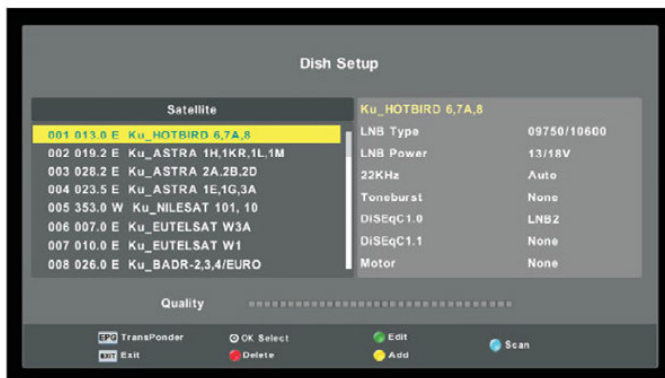 Dish Setup
Satellite
001 013.0 E Ku_HOTBIRD 6,7A,8
002 019.2 E Ku_ASTRA 1H,1KR,1L,1M
003 028.2 E Ku_ASTRA 2A.2B.2D
004 023.5 E Ku_ASTRA 1E,1G,3A
005 353.0 W Ku_NILESAT 101, 10
006 007.0 E Ku_EUTELSAT W3A
007 010.0 E Ku_EUTELSAT W1
008 026.0 E Ku_BADR-2,3,4/EURO
Ku_HOTBIRD 6,7A,8
LNB Type 09750/10600
LNB Power 13/18V
22KHz Auto
Toneburst None
DiSEqC1.0 LNB2
DiSEqC1.1 None
Motor None
Quality
EPG TransPonder OK Select Edit Scan
EXIT Exit Delete Add